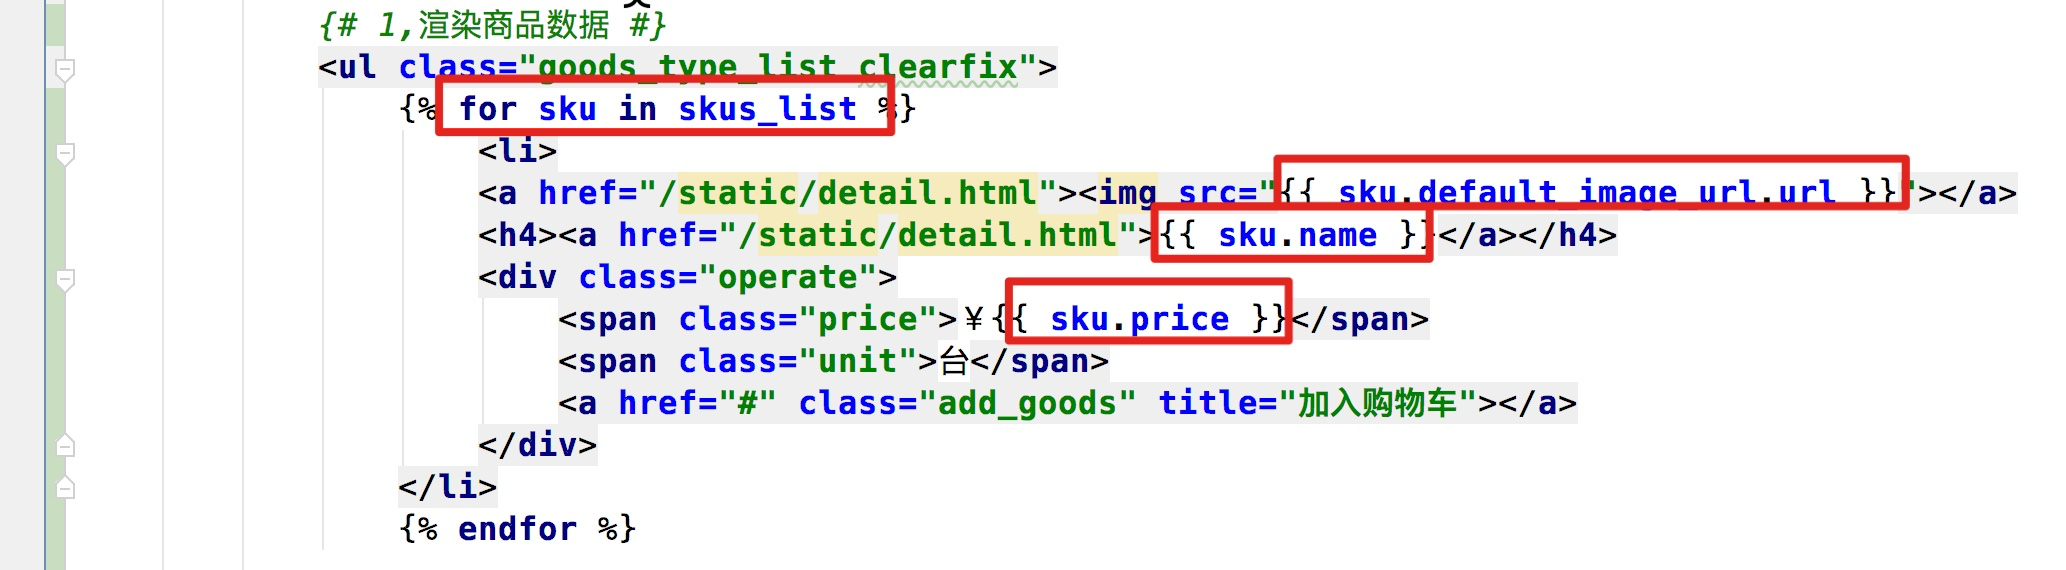 {# 1,渲染商品数据 #}
<ul class="goods_type_list clearfix">
{% for sku in skus_list %}
<li>
<a href="/static/detail.html"><img src="{{ sku.default_image_url.url }}"></a>
<h4><a href="/static/detail.html">{{ sku.name }}</a></h4>
<div class="operate">
<span class="price">¥{{ sku.price }}</span>
<span class="unit">台</span>
<a href="#" class="add_goods" title="加入购物车"></a>
</div>
</li>
{% endfor %}